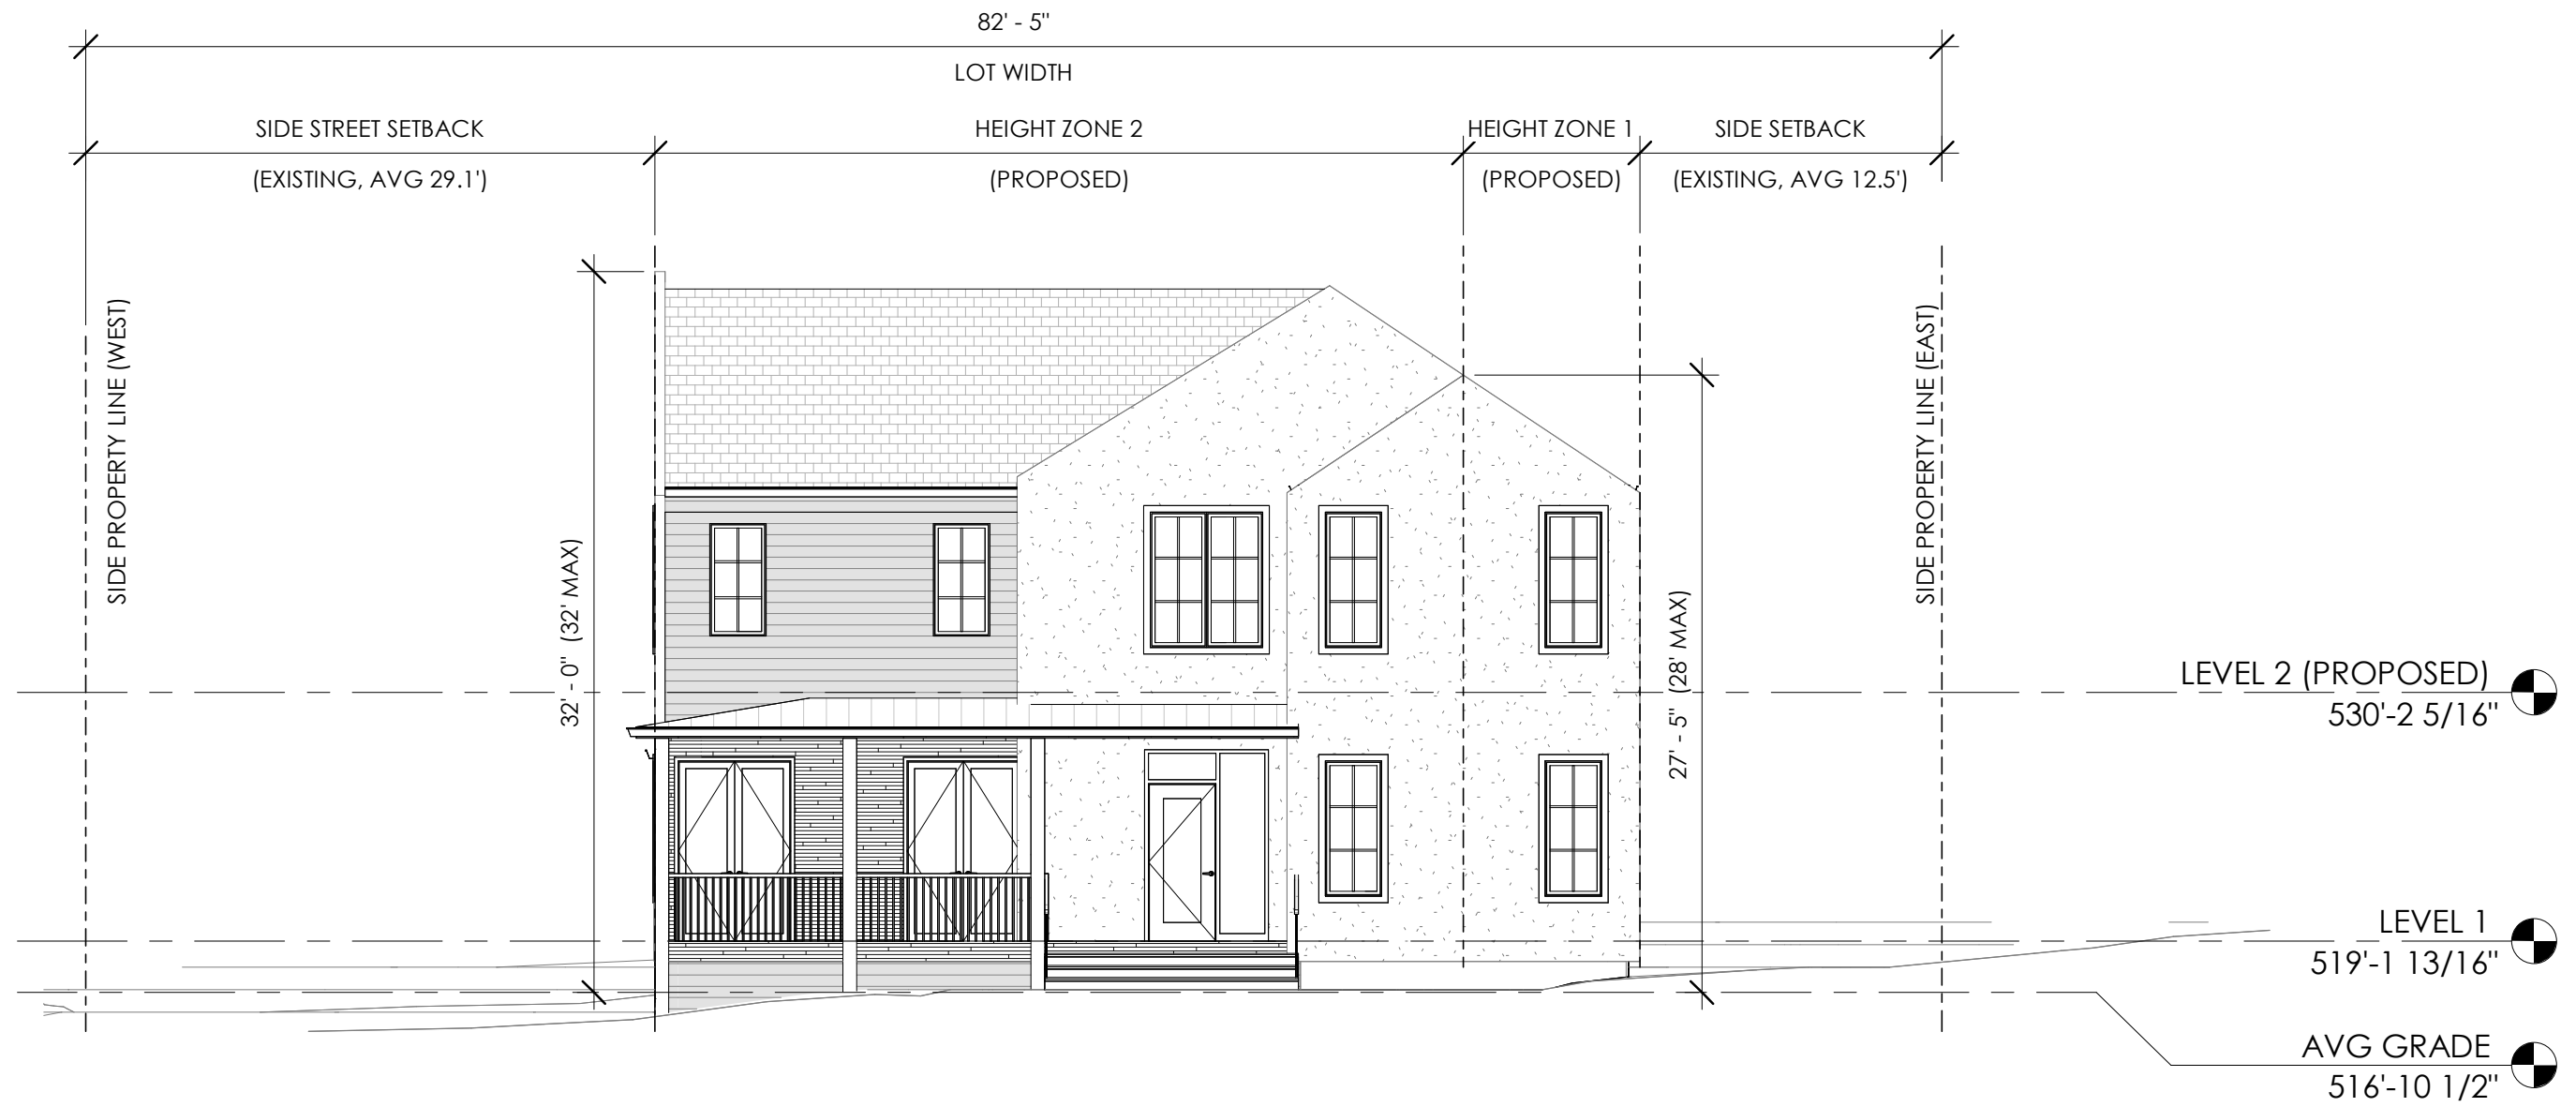 82' - 5"
LOT WIDTH
SIDE STREET SETBACK
(EXISTING, AVG 29.1')
HEIGHT ZONE 2
(PROPOSED)
HEIGHT ZONE 1
(PROPOSED)
SIDE SETBACK
(EXISTING, AVG 12.5')
SIDE PROPERTY LINE (WEST)
32' - 0" (32' MAX)
27' - 5" (28' MAX)
SIDE PROPERTY LINE (EAST)
LEVEL 2 (PROPOSED)
530'-2 5/16"
LEVEL 1
519'-1 13/16"
AVG GRADE
516'-10 1/2"